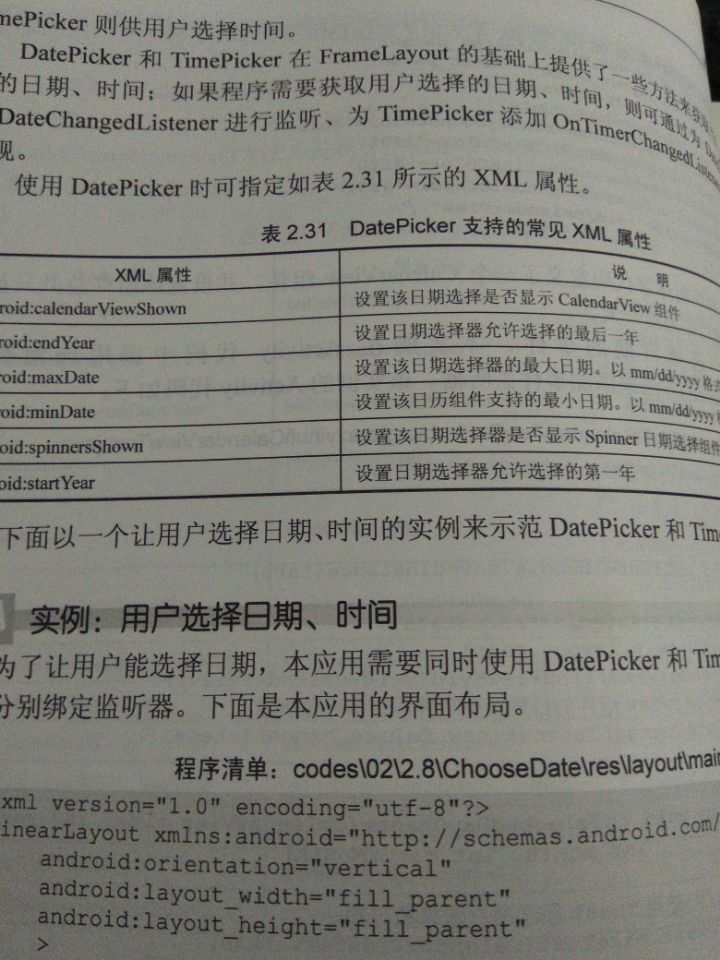 mePicker 则供用户选择时间。
DatePicker 和 TimePicker 在 FrameLayout 的基础上提供了一些方法来获取
的日期、时间；如果程序需要获取用户选择的日期、时间，则可通过为
DateChangedListener 进行监听、为 TimePicker 添加 OnTimerChangedListener
现。
使用 DatePicker 时可指定如表 2.31 所示的 XML 属性。
表 2.31 DatePicker 支持的常见 XML 属性
XML 属性 说 明
roid:calendarViewShown 设置该日期选择是否显示 CalendarView 组件
roid:endYear 设置日期选择器允许选择的最后一年
roid:maxDate 设置该日期选择器的最大日期。以 mm/dd/yyyy 格式
roid:minDate 设置该日历组件支持的最小日期。以 mm/dd/yyyy
oid:spinnersShown 设置该日期选择器是否显示 Spinner 日期选择组件
oid:startYear 设置日期选择器允许选择的第一年
下面以一个让用户选择日期、时间的实例来示范 DatePicker 和 Time
实例：用户选择日期、时间
为了让用户能选择日期，本应用需要同时使用 DatePicker 和 Tim
分别绑定监听器。下面是本应用的界面布局。
程序清单：codes\02\2.8\ChooseDate\res\layout\main
xml version="1.0" encoding="utf-8"?>
inearLayout xmlns:android="http://schemas.android.com/
android:orientation="vertical"
android:layout_width="fill_parent"
android:layout_height="fill_parent"
>